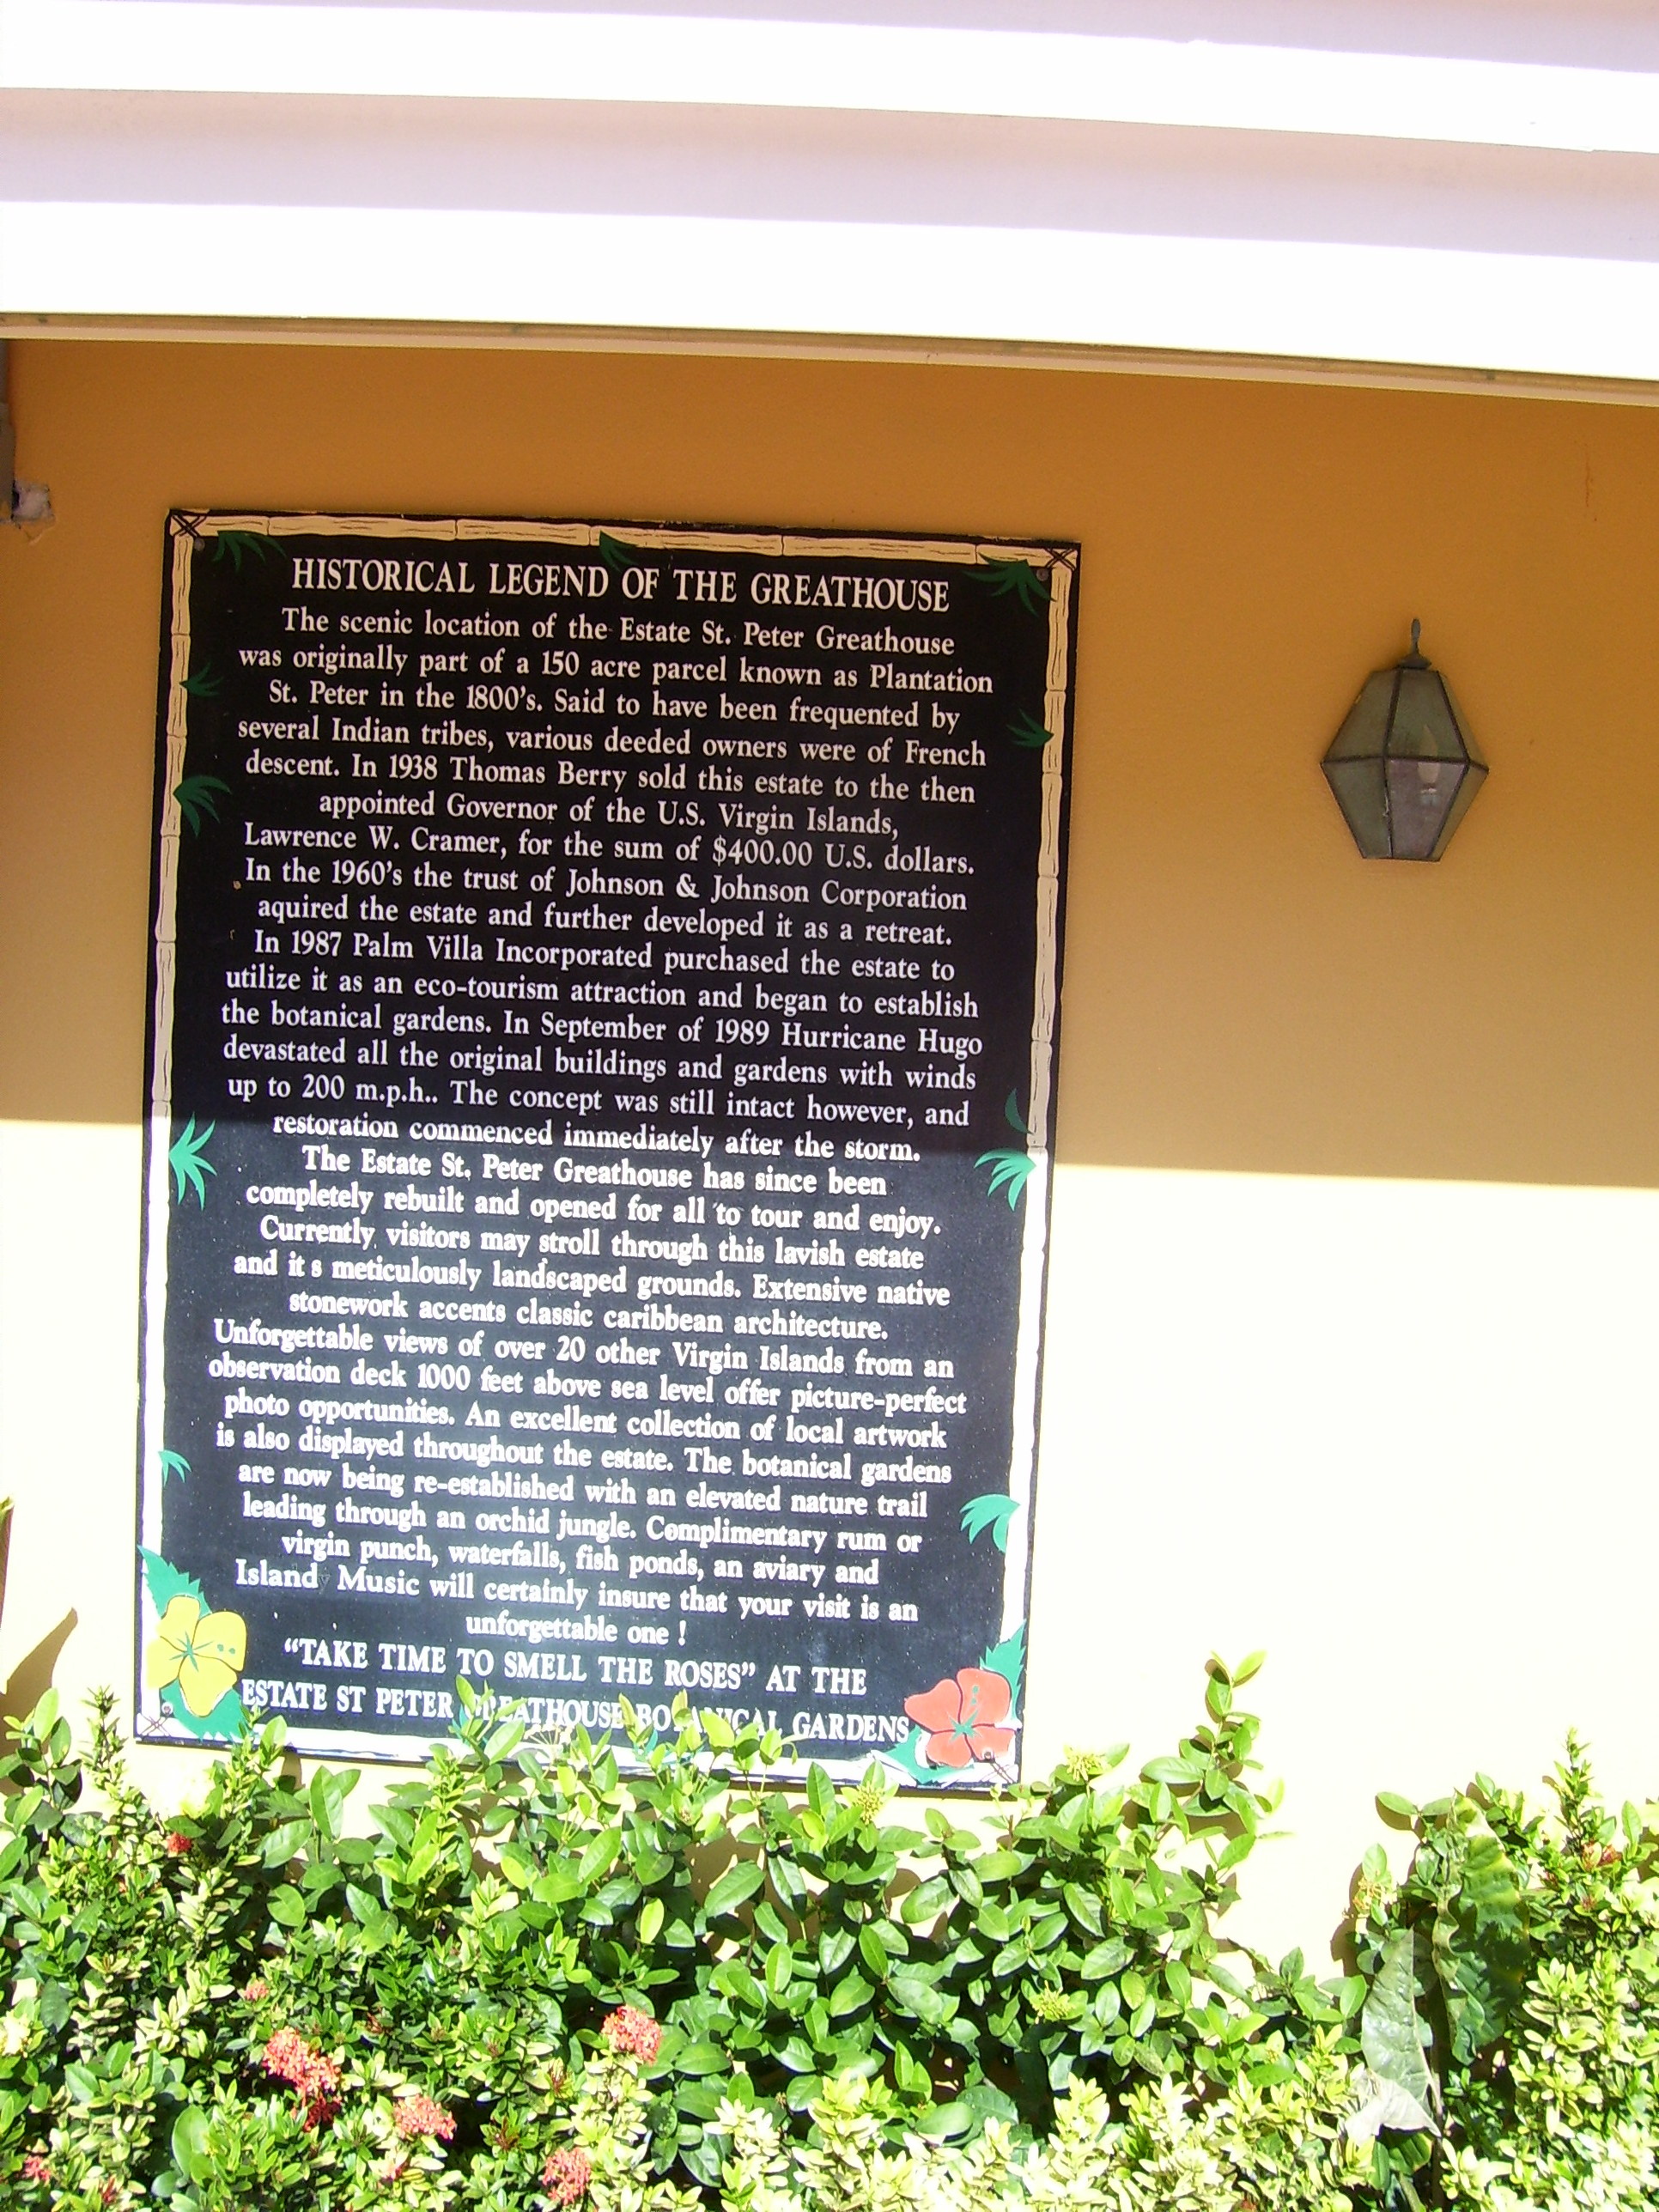 HISTORICAL LEGEND OF THE GREATHOUSE
The scenic location of the Estate St. Peter Greathouse
was originally part of a 150 acre parcel known as Plantation
St. Peter in the 1800's. Said to have been frequented by
several Indian tribes, various deeded owners were of French
descent. In 1938 Thomas Berry sold this estate to the then
appointed Governor of the U.S. Virgin Islands,
Lawrence W. Cramer, for the sum of $400.00 U.S. dollars.
In the 1960's the trust of Johnson & Johnson Corporation
aquired the estate and further developed it as a retreat.
In 1987 Palm Villa Incorporated purchased the estate to
utilize it as an eco-tourism attraction and began to establish
the botanical gardens. In September of 1989 Hurricane Hugo
devastated all the original buildings and gardens with winds
up to 200 m.p.h.. The concept was still intact however, and
restoration commenced immediately after the storm.
The Estate St. Peter Greathouse has since been
completely rebuilt and opened for all to tour and enjoy.
Currently visitors may stroll through this lavish estate
and it s meticulously landscaped grounds. Extensive native
stonework accents classic caribbean architecture.
Unforgettable views of over 20 other Virgin Islands from an
observation deck 1000 feet above sea level offer picture-perfect
photo opportunities. An excellent collection of local artwork
is also displayed throughout the estate. The botanical gardens
are now being re-established with an elevated nature trail
leading through an orchid jungle. Complimentary rum or
virgin punch, waterfalls, fish ponds, an aviary and
Island Music will certainly insure that your visit is an
unforgettable one !
“TAKE TIME TO SMELL THE ROSES” AT THE
ESTATE ST PETER GREATHOUSE BOTANICAL GARDENS